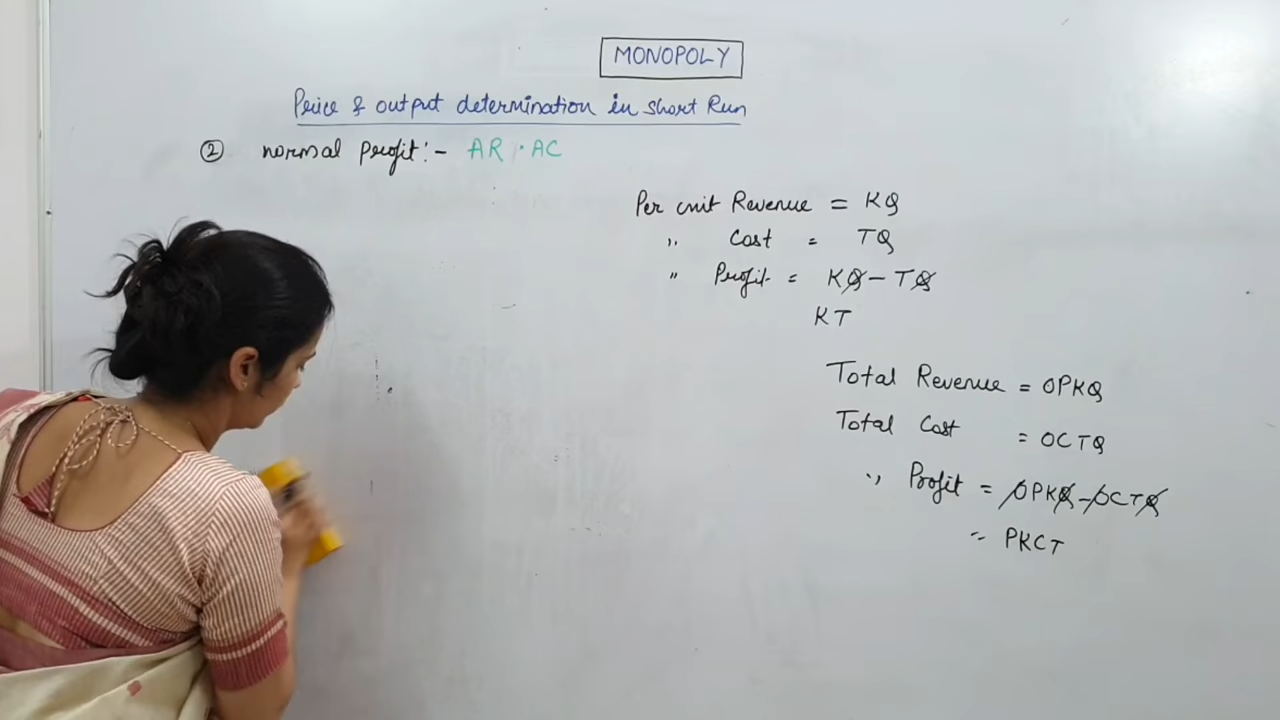 MONOPOLY
Price & output determination in short Run
② normal profit:- AR · AC
Per unit Revenue = KQ
,, Cost = TQ
,, Profit = KQ - TQ
KT
Total Revenue = OPKQ
Total Cost = OCTQ
,, Profit = OPKQ - OCTQ
= PKCT